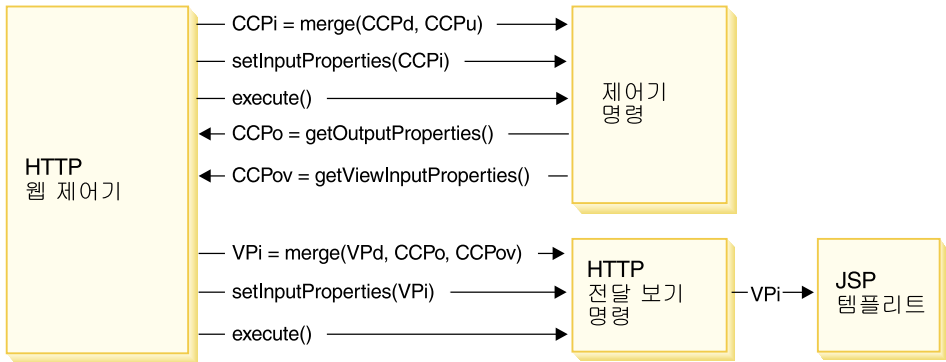 CCPi = merge(CCPd, CCPu)
setInputProperties(CCPi)
execute()
CCPo = getOutputProperties()
CCPov = getViewInputProperties()
제어기
명령
HTTP
웹 제어기
VPi = merge(VPd, CCPo, CCPov)
setInputProperties(VPi)
execute()
HTTP
전달 보기
명령
VPi
JSP
템플리트